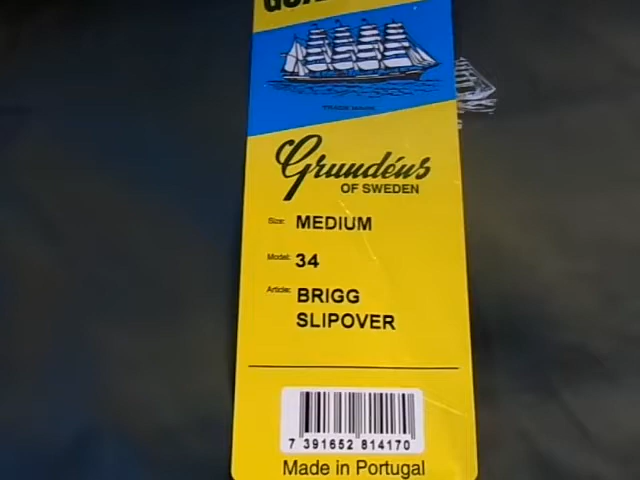 TRADE MARK
Grundéns
OF SWEDEN
Size: MEDIUM
Model: 34
Article: BRIGG
SLIPOVER
7 391652 814170
Made in Portugal